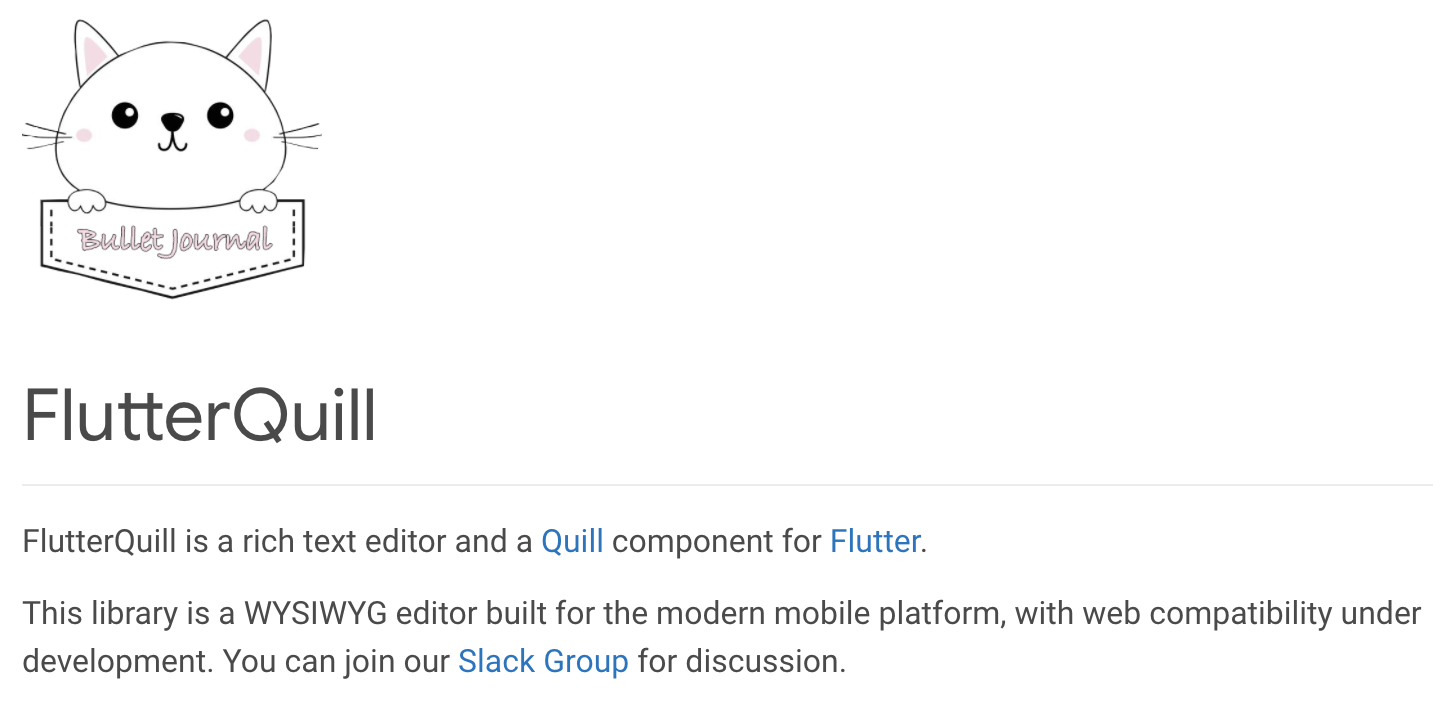 Bullet Journal
FlutterQuill
FlutterQuill is a rich text editor and a Quill component for Flutter.
This library is a WYSIWYG editor built for the modern mobile platform, with web compatibility under
development. You can join our Slack Group for discussion.